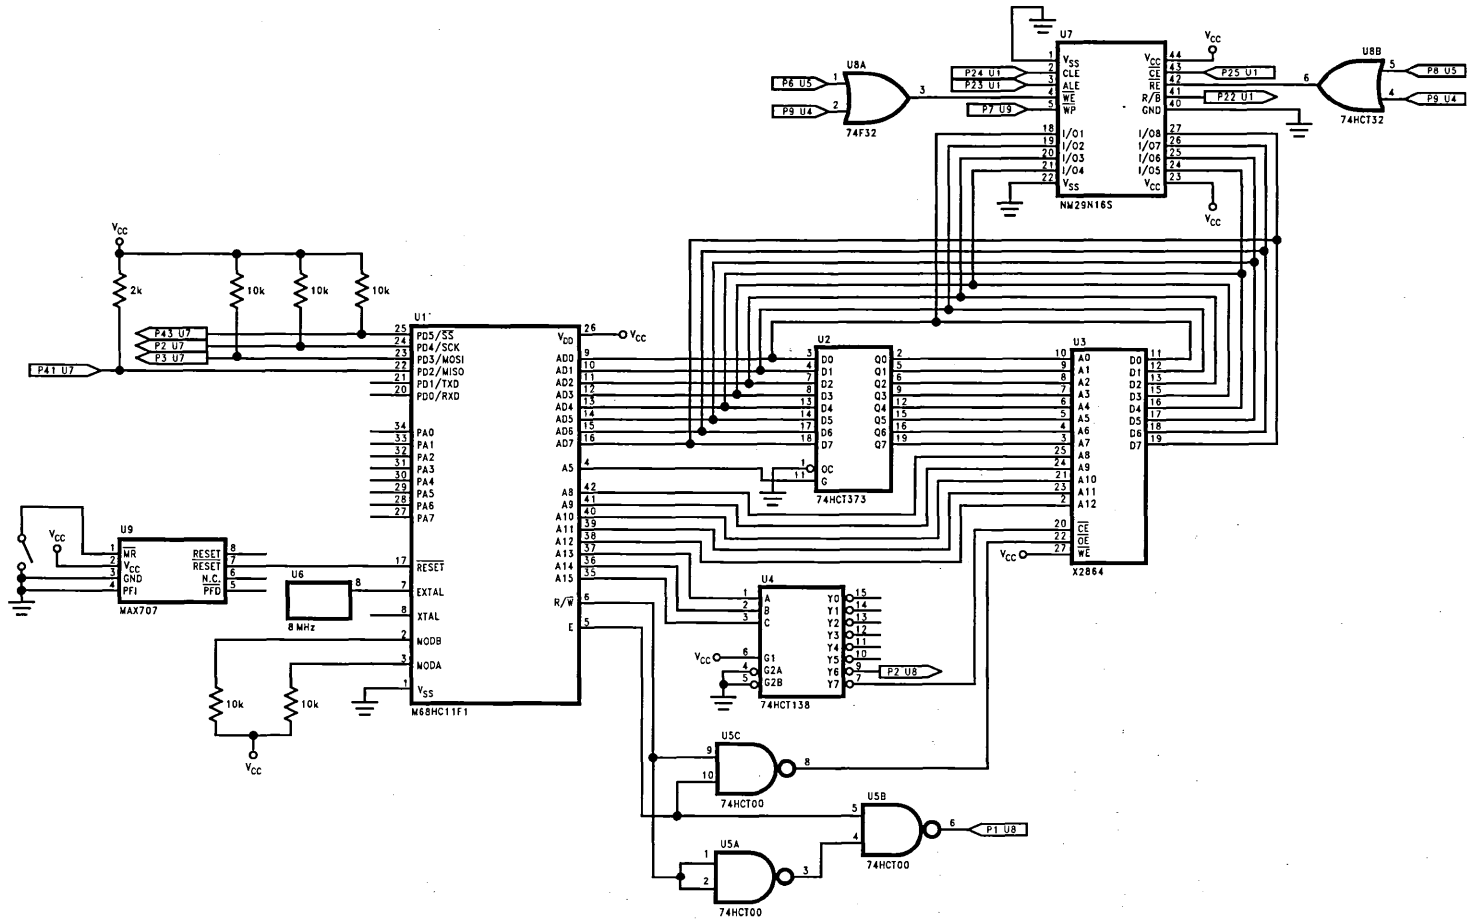 U7
1 VSS VCC 44 VCC
P24 U1 2 CLE CE 43 P25 U1
P23 U1 3 ALE RE 42
4 WE R/B 41 P22 U1
P7 U9 5 WP GND 40
18 I/O1 I/O8 27
19 I/O2 I/O7 26
20 I/O3 I/O6 25
21 I/O4 I/O5 24
22 VSS VCC 23
NM29N16S
VCC
U8A
P6 U5 1
P9 U4 2
3
74F32
U8B
5 P8 U5
4 P9 U4
6
74HCT32
VCC
2k 10k 10k 10k
P43 U7
P2 U7
P3 U7
P41 U7
U1
25 PD5/SS VDD 26 VCC
24 PD4/SCK
23 PD3/MOSI AD0 9
22 PD2/MISO AD1 10
21 PD1/TXD AD2 11
20 PD0/RXD AD3 12
AD4 13
AD5 14
34 PA0 AD6 15
33 PA1 AD7 16
32 PA2
31 PA3 A5 4
30 PA4
29 PA5 A8 42
28 PA6 A9 41
27 PA7 A10 40
A11 39
A12 38
A13 37
17 RESET A14 36
A15 35
7 EXTAL
R/W 6
8 XTAL
E 5
2 MODB
3 MODA
1 VSS
M68HC11F1
U2
3 D0 Q0 2
4 D1 Q1 5
7 D2 Q2 6
8 D3 Q3 9
13 D4 Q4 12
14 D5 Q5 15
17 D6 Q6 16
18 D7 Q7 19
1 OC
11 G
74HCT373
U3
10 A0 D0 11
9 A1 D1 12
8 A2 D2 13
7 A3 D3 15
6 A4 D4 16
5 A5 D5 17
4 A6 D6 18
3 A7 D7 19
25 A8
24 A9
21 A10
23 A11
2 A12
20 CE
22 OE
VCC 27 WE
X2864
U9
VCC
1 MR RESET 8
2 VCC RESET 7
3 GND N.C. 6
4 PFI PFD 5
MAX707
U6
8
8 MHz
10k 10k
VCC
U4
1 A Y0 15
2 B Y1 14
3 C Y2 13
Y3 12
Y4 11
VCC 6 G1 Y5 10
4 G2A Y6 9 P2 U8
5 G2B Y7 7
74HCT138
U5C
9
10
8
74HCT00
U5B
5
4
6 P1 U8
74HCT00
U5A
1
2
3
74HCT00